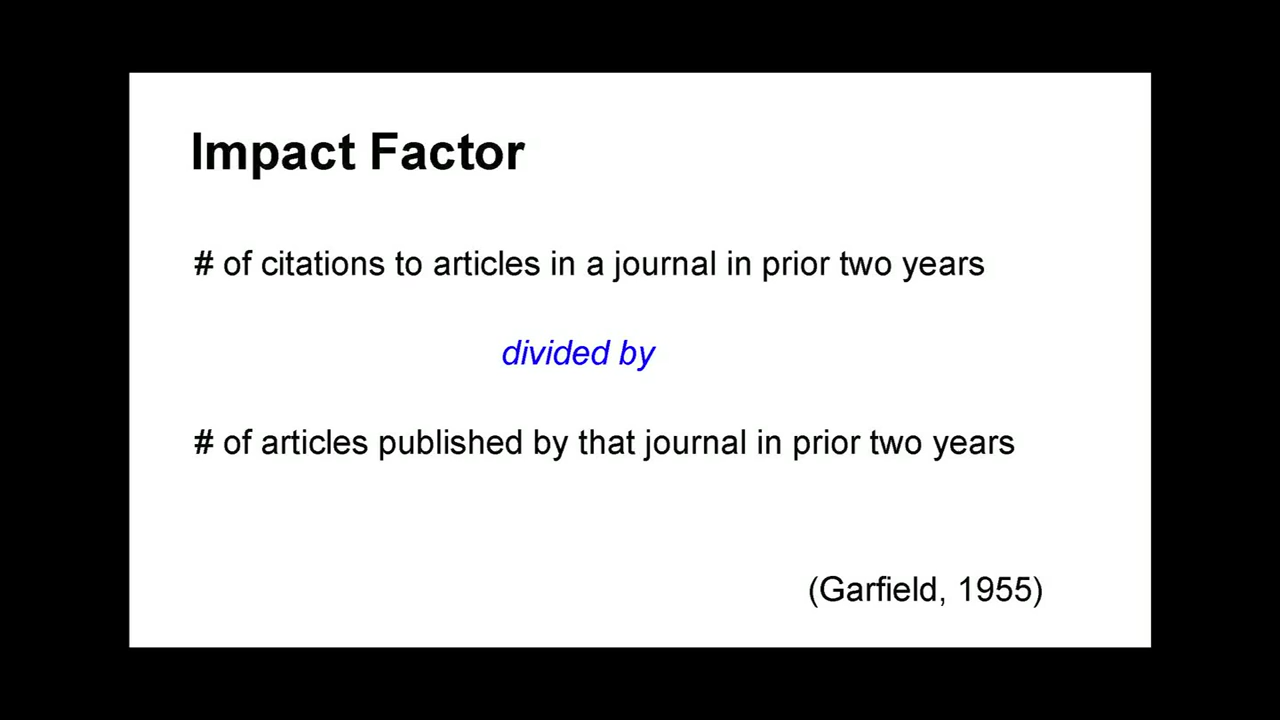 Impact Factor
# of citations to articles in a journal in prior two years
divided by
# of articles published by that journal in prior two years
(Garfield, 1955)